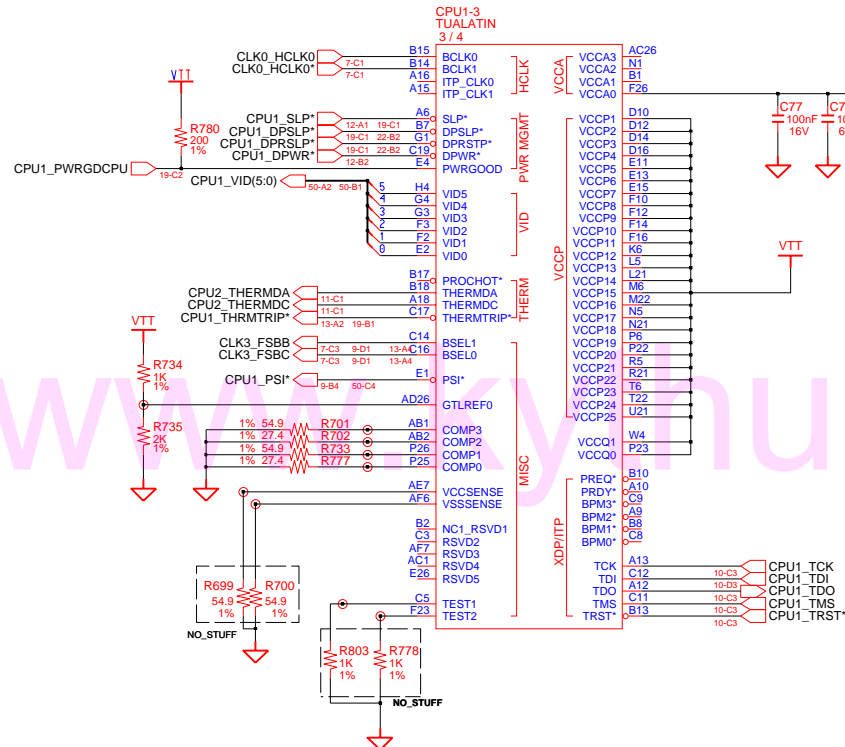 CPU1-3
TUALATIN
3 / 4
CLK0_HCLK0 B15 BCLK0
7-C1
CLK0_HCLK0* B14 BCLK1
7-C1
A16 ITP_CLK0
A15 ITP_CLK1
HCLK
VTT
R780
200
1%
CPU1_SLP* A6 SLP*
12-A1 19-C1
CPU1_DPSLP* B7 DPSLP*
19-C1 22-B2
CPU1_DPRSLP* G1 DPRSTP*
19-C1 22-B2
CPU1_DPWR* C19 DPWR*
12-B2
CPU1_PWRGDCPU E4 PWRGOOD
19-C2
PWR MGMT
CPU1_VID(5:0)
50-A2 50-B1
5 H4 VID5
4 G4 VID4
3 G3 VID3
2 F3 VID2
1 F2 VID1
0 E2 VID0
VID
B17 PROCHOT*
CPU2_THERMDA B18 THERMDA
11-C1
CPU2_THERMDC A18 THERMDC
11-C1
CPU1_THRMTRIP* C17 THERMTRIP*
13-A2 19-B1
THERM
CLK3_FSBB C14 BSEL1
7-C3 9-D1 13-A4
CLK3_FSBC C16 BSEL0
7-C3 9-D1 13-A4
CPU1_PSI* E1 PSI*
9-B4 50-C4
VTT
R734
1K
1%
AD26 GTLREF0
R735
2K
1%
1% 54.9 R701 AB1 COMP3
1% 27.4 R702 AB2 COMP2
1% 54.9 R733 P26 COMP1
1% 27.4 R777 P25 COMP0
MISC
AE7 VCCSENSE
AF6 VSSSENSE
B2 NC1_RSVD1
C3 RSVD2
AF7 RSVD3
AC1 RSVD4
E26 RSVD5
R699 R700
54.9 54.9
1% 1%
NO_STUFF
C5 TEST1
F23 TEST2
R803 R778
1K 1K
1% 1%
NO_STUFF
VCCA
VCCA3 AC26
VCCA2 N1
VCCA1 B1
VCCA0 F26
C77
100nF
16V
VCCP
VCCP1 D10
VCCP2 D12
VCCP3 D14
VCCP4 D16
VCCP5 E11
VCCP6 E13
VCCP7 E15
VCCP8 F10
VCCP9 F12
VCCP10 F14
VCCP11 F16
VCCP12 K6
VCCP13 L5
VCCP14 L21
VCCP15 M6
VCCP16 M22
VCCP17 N5
VCCP18 N21
VCCP19 P6
VCCP20 P22
VCCP21 R5
VCCP22 R21
VCCP23 T6
VCCP24 T22
VCCP25 U21
VTT
VCCQ1 W4
VCCQ0 P23
XDP/ITP
PREQ* B10
PRDY* A10
BPM3* C9
BPM2* A9
BPM1* B8
BPM0* C8
TCK A13 CPU1_TCK
10-C3
TDI C12 CPU1_TDI
10-D3
TDO A12 CPU1_TDO
10-C3
TMS C11 CPU1_TMS
10-C3
TRST* B13 CPU1_TRST*
10-C3
www.kythu